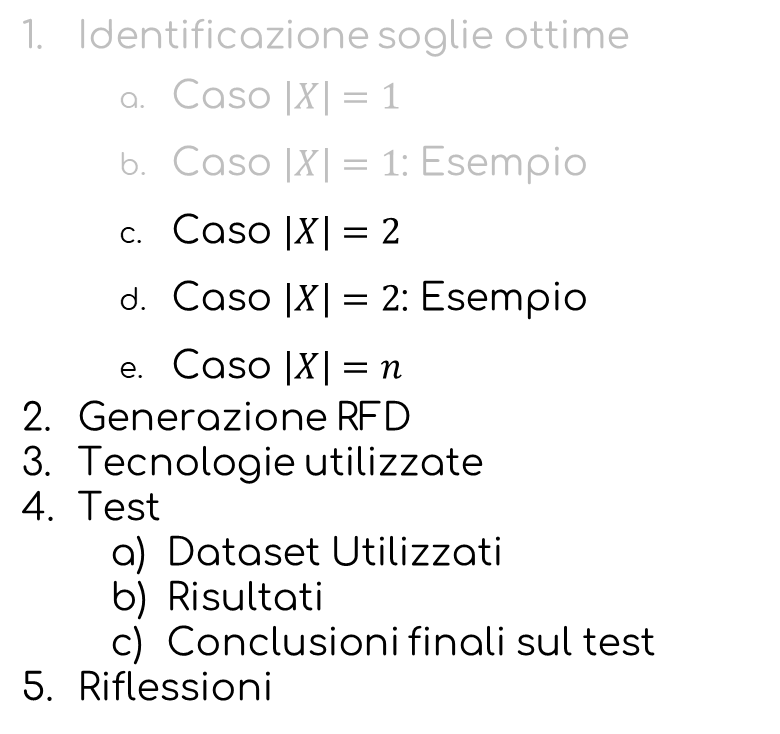 1. Identificazione soglie ottime
a. Caso |X| = 1
b. Caso |X| = 1: Esempio
c. Caso |X| = 2
d. Caso |X| = 2: Esempio
e. Caso |X| = n
2. Generazione RFD
3. Tecnologie utilizzate
4. Test
a) Dataset Utilizzati
b) Risultati
c) Conclusioni finali sul test
5. Riflessioni